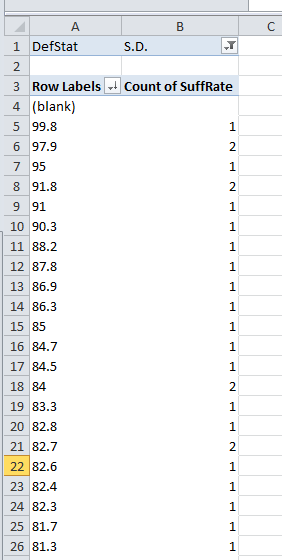 A B C
1 DefStat S.D.
2
3 Row Labels Count of SuffRate
4 (blank)
5 99.8 1
6 97.9 2
7 95 1
8 91.8 2
9 91 1
10 90.3 1
11 88.2 1
12 87.8 1
13 86.9 1
14 86.3 1
15 85 1
16 84.7 1
17 84.5 1
18 84 2
19 83.3 1
20 82.8 1
21 82.7 2
22 82.6 1
23 82.4 1
24 82.3 1
25 81.7 1
26 81.3 1